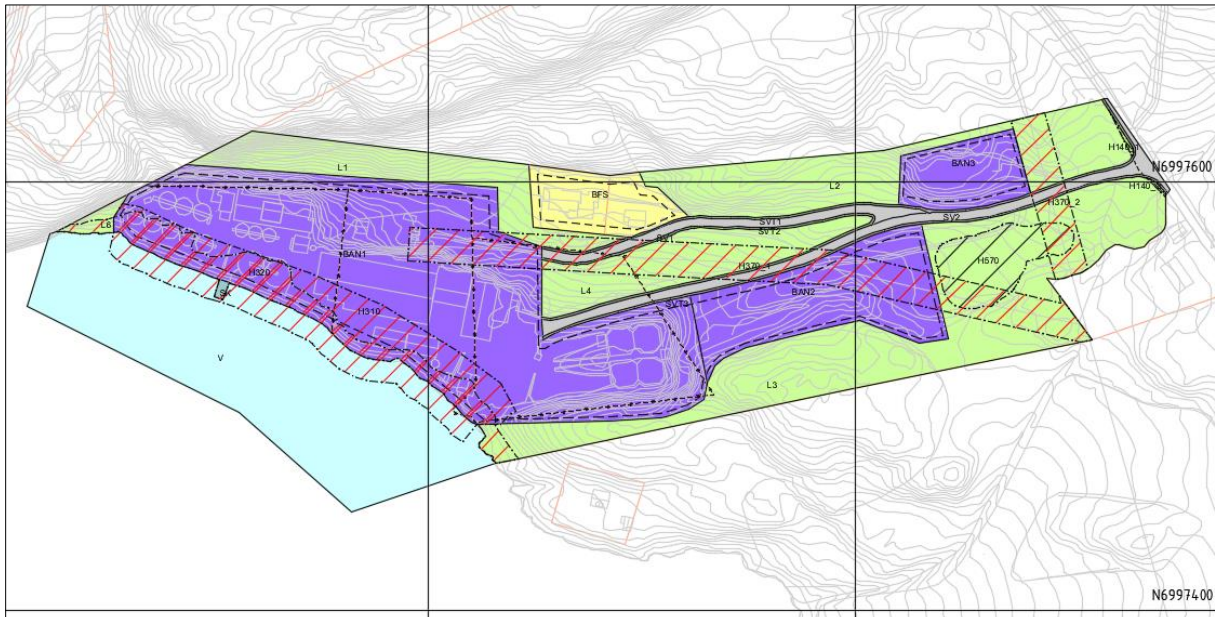 H140_1
BAN3
N6997600
L1
BFS
L2
H140_2
H370_2
SVT1
SV2
L6
SVT2
BAN1
H570
H370_1
H320
L4
BAN2
SK
SVT3
H310
V
L3
N6997400